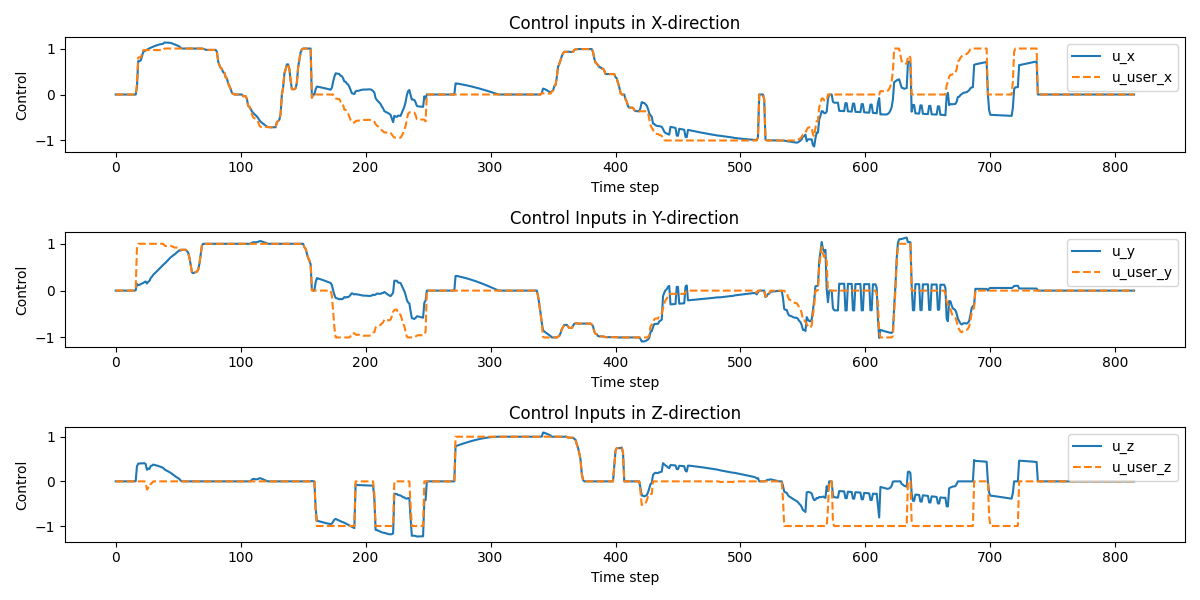 Control inputs in X-direction
Control
1
0
−1
u_x
u_user_x
0 100 200 300 400 500 600 700 800
Time step
Control Inputs in Y-direction
Control
1
0
−1
u_y
u_user_y
0 100 200 300 400 500 600 700 800
Time step
Control Inputs in Z-direction
Control
1
0
−1
u_z
u_user_z
0 100 200 300 400 500 600 700 800
Time step